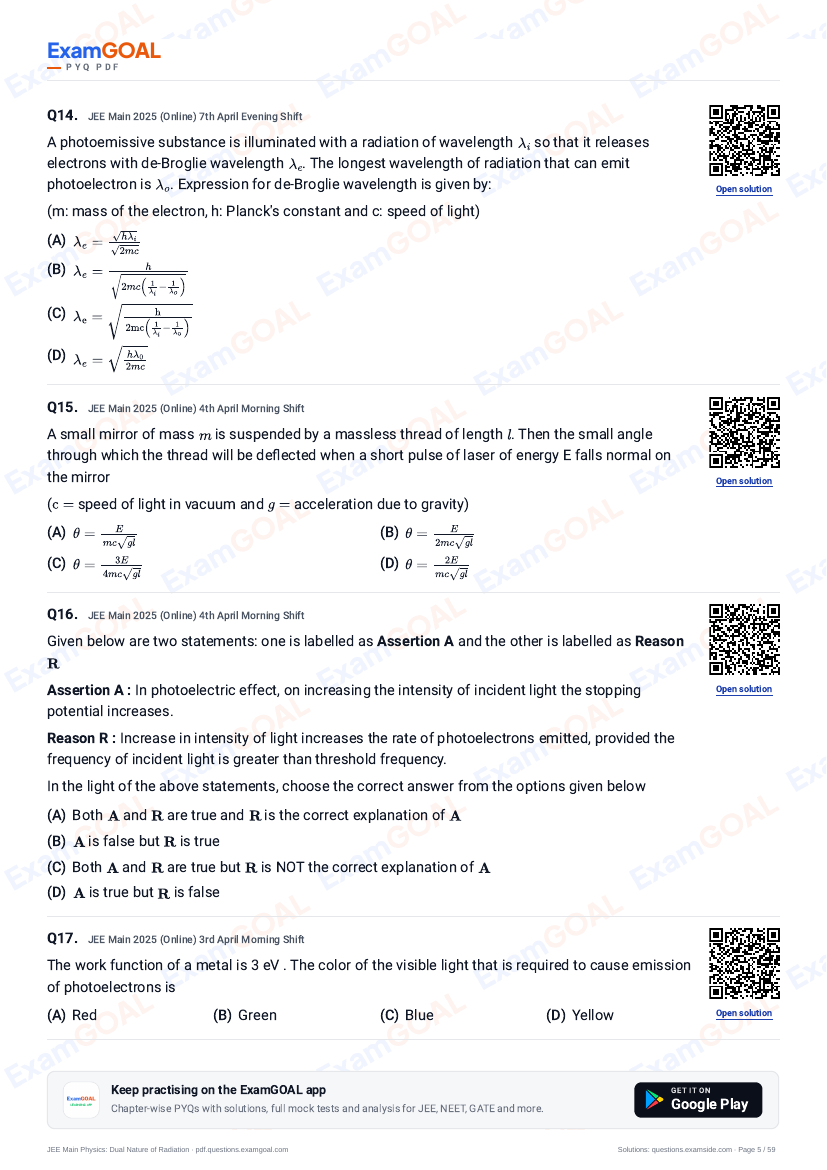 ExamGOAL
PYQ PDF
Q14. JEE Main 2025 (Online) 7th April Evening Shift
A photoemissive substance is illuminated with a radiation of wavelength λ_i so that it releases
electrons with de-Broglie wavelength λ_e. The longest wavelength of radiation that can emit
photoelectron is λ_o. Expression for de-Broglie wavelength is given by:
(m: mass of the electron, h: Planck's constant and c: speed of light)
(A) λ_e = √(hλ_i)/√(2mc)
(B) λ_e = h/√(2mc(1/λ_i − 1/λ_o))
(C) λ_e = √(h/(2mc(1/λ_i − 1/λ_o)))
(D) λ_e = √(hλ_0/2mc)
Open solution
Q15. JEE Main 2025 (Online) 4th April Morning Shift
A small mirror of mass m is suspended by a massless thread of length l. Then the small angle
through which the thread will be deflected when a short pulse of laser of energy E falls normal on
the mirror
(c = speed of light in vacuum and g = acceleration due to gravity)
(A) θ = E/(mc√(gl)) (B) θ = E/(2mc√(gl))
(C) θ = 3E/(4mc√(gl)) (D) θ = 2E/(mc√(gl))
Open solution
Q16. JEE Main 2025 (Online) 4th April Morning Shift
Given below are two statements: one is labelled as Assertion A and the other is labelled as Reason
R
Assertion A : In photoelectric effect, on increasing the intensity of incident light the stopping
potential increases.
Reason R : Increase in intensity of light increases the rate of photoelectrons emitted, provided the
frequency of incident light is greater than threshold frequency.
In the light of the above statements, choose the correct answer from the options given below
(A) Both A and R are true and R is the correct explanation of A
(B) A is false but R is true
(C) Both A and R are true but R is NOT the correct explanation of A
(D) A is true but R is false
Open solution
Q17. JEE Main 2025 (Online) 3rd April Morning Shift
The work function of a metal is 3 eV . The color of the visible light that is required to cause emission
of photoelectrons is
(A) Red (B) Green (C) Blue (D) Yellow
Open solution
ExamGOAL
Keep practising on the ExamGOAL app
Chapter-wise PYQs with solutions, full mock tests and analysis for JEE, NEET, GATE and more.
GET IT ON
Google Play
JEE Main Physics: Dual Nature of Radiation · pdf.questions.examgoal.com
Solutions: questions.examside.com · Page 5 / 59